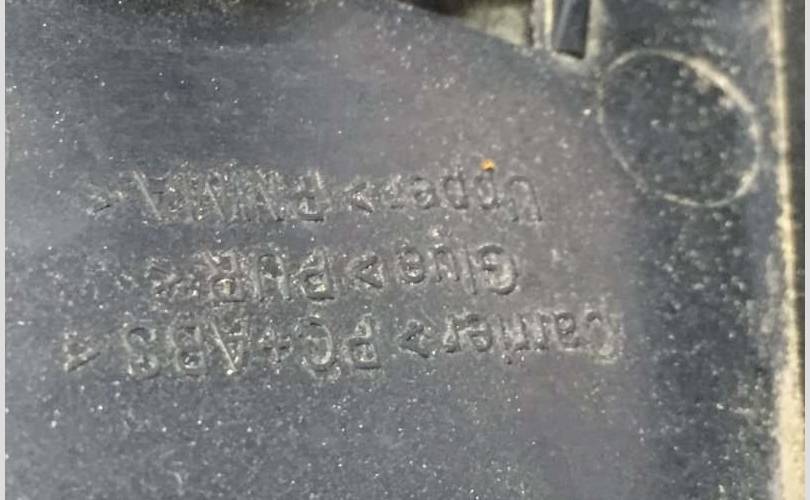 Carrier >PC+ABS<
Glue >PUR<
Upper >PMMA<